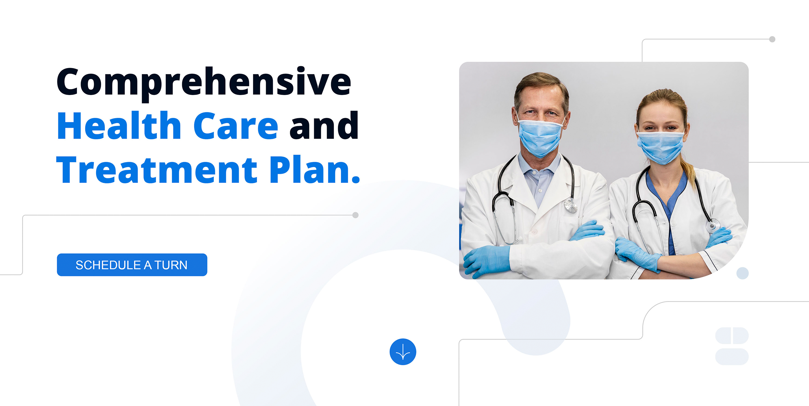 Comprehensive
Health Care and
Treatment Plan.
SCHEDULE A TURN